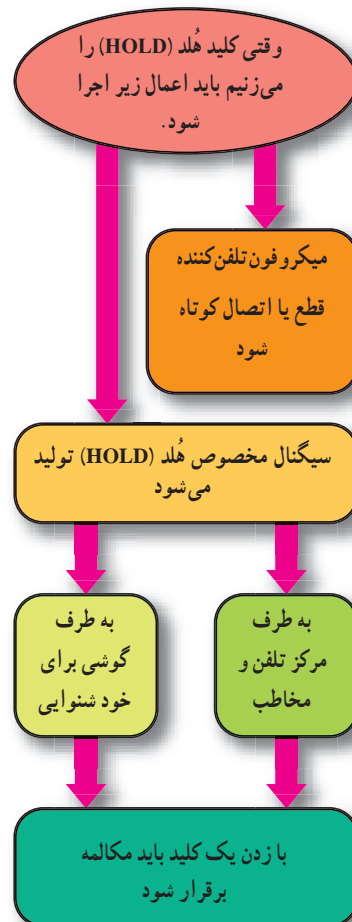 وقتی کلید هُلد (HOLD) را
می‌زنیم باید اعمال زیر اجرا
شود.
میکروفون تلفن‌کننده
قطع یا اتصال کوتاه
شود
سیگنال مخصوص هُلد (HOLD) تولید
می‌شود
به طرف
مرکز تلفن و
مخاطب
به طرف
گوشی برای
خود شنوایی
با زدن یک کلید باید مکالمه
برقرار شود